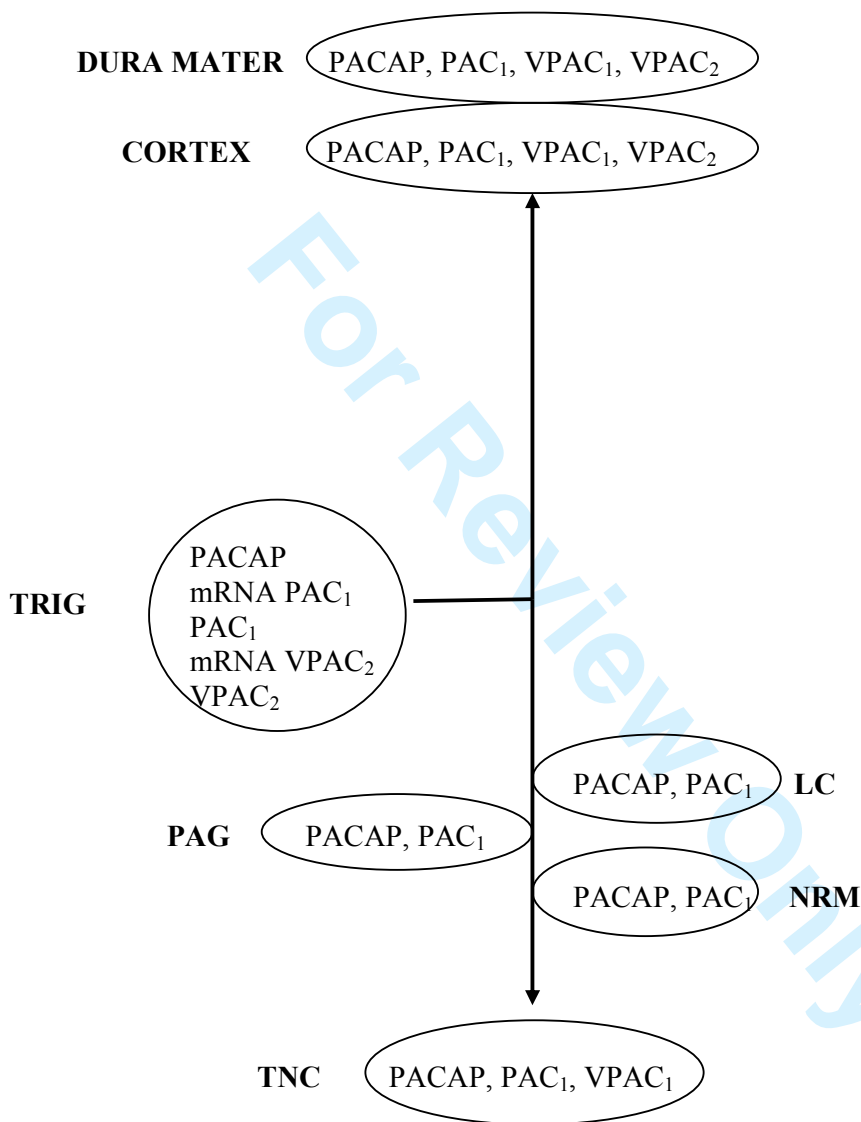 DURA MATER PACAP, PAC₁, VPAC₁, VPAC₂
CORTEX PACAP, PAC₁, VPAC₁, VPAC₂
For Review Only
TRIG
PACAP
mRNA PAC₁
PAC₁
mRNA VPAC₂
VPAC₂
PACAP, PAC₁ LC
PAG PACAP, PAC₁
PACAP, PAC₁ NRM
TNC PACAP, PAC₁, VPAC₁